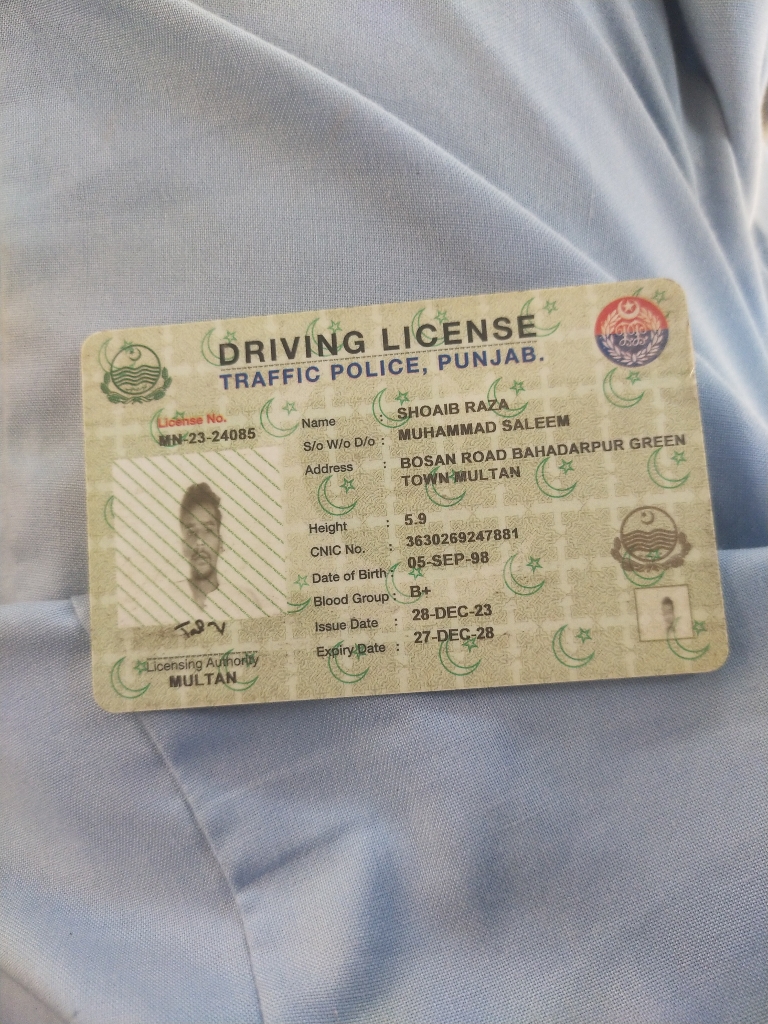 DRIVING LICENSE
TRAFFIC POLICE, PUNJAB.
License No.
MN-23-24085
Name : SHOAIB RAZA
S/o W/o D/o : MUHAMMAD SALEEM
Address : BOSAN ROAD BAHADARPUR GREEN
TOWN MULTAN
Height : 5.9
CNIC No. : 3630269247881
Date of Birth : 05-SEP-98
Blood Group : B+
Issue Date : 28-DEC-23
Expiry Date : 27-DEC-28
Licensing Authority
MULTAN